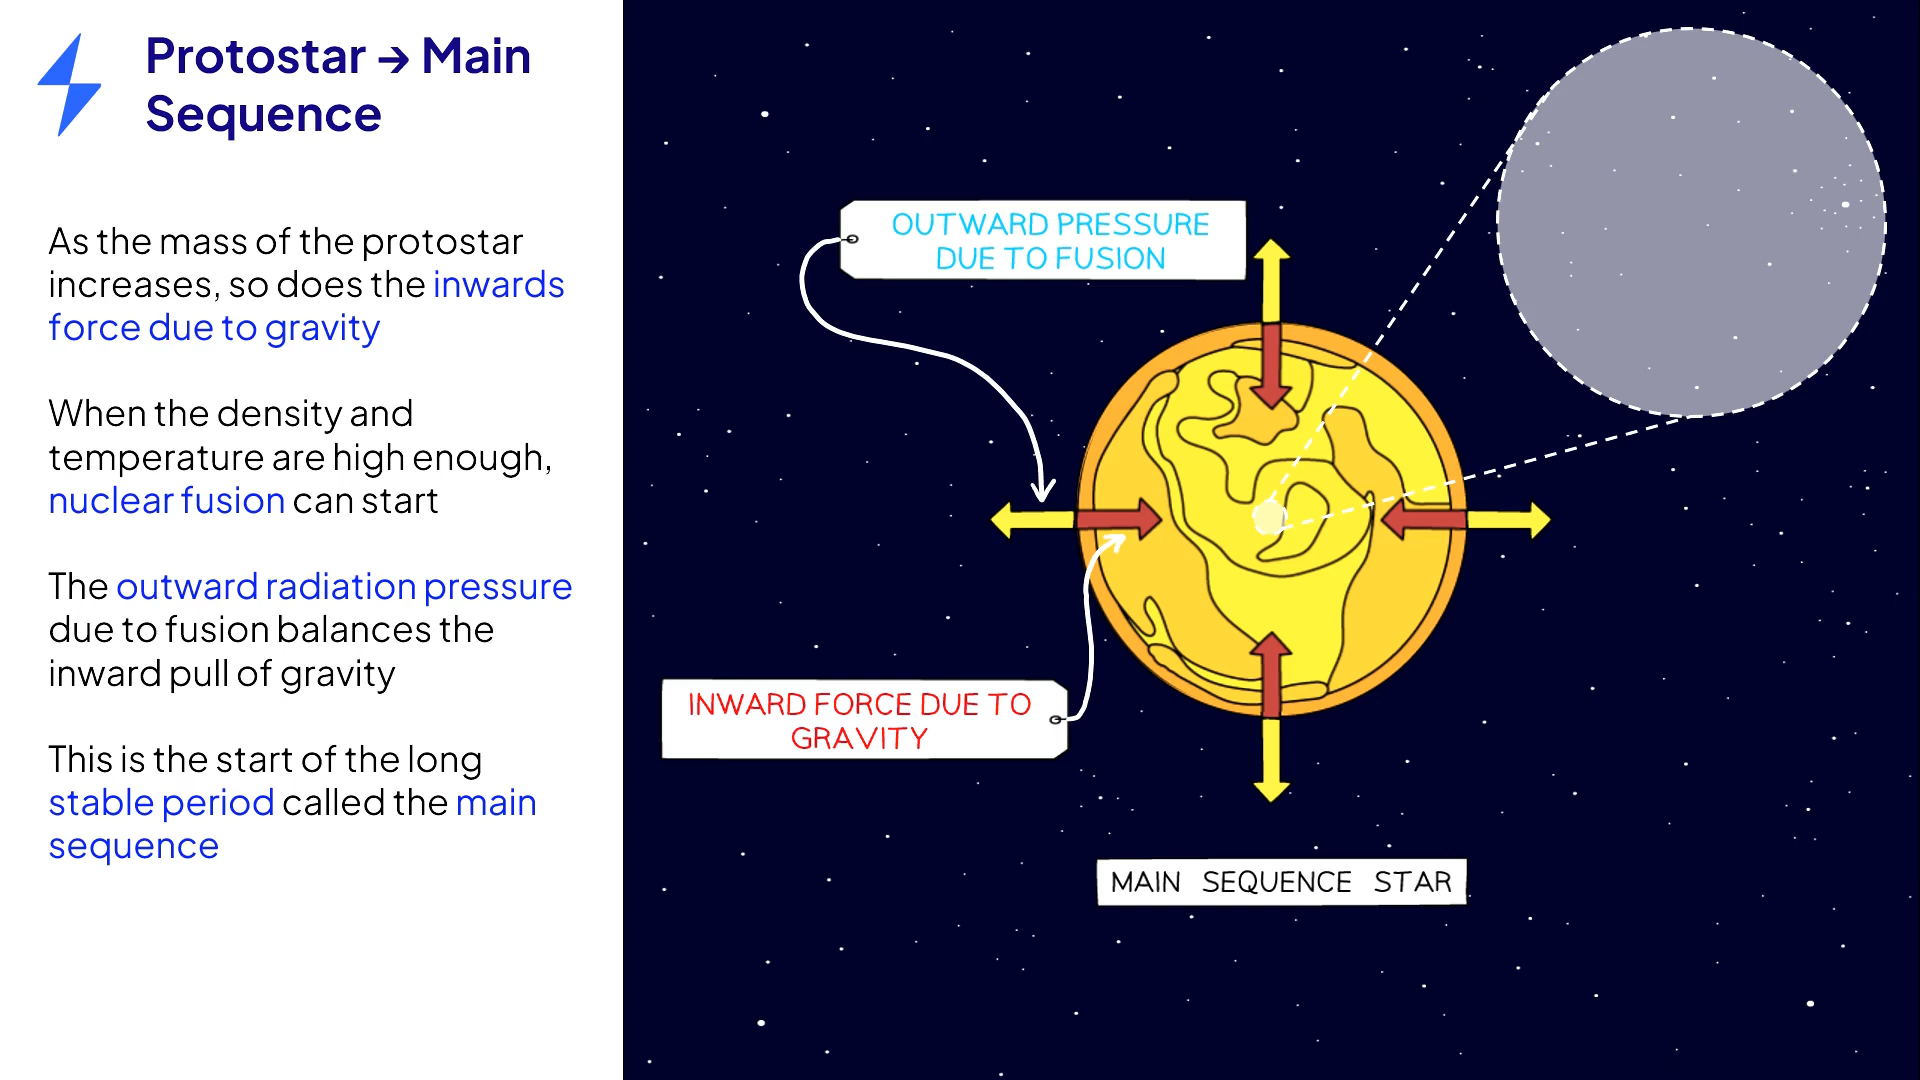 Protostar → Main
Sequence
As the mass of the protostar
increases, so does the inwards
force due to gravity
When the density and
temperature are high enough,
nuclear fusion can start
The outward radiation pressure
due to fusion balances the
inward pull of gravity
This is the start of the long
stable period called the main
sequence
OUTWARD PRESSURE
DUE TO FUSION
INWARD FORCE DUE TO
GRAVITY
MAIN SEQUENCE STAR